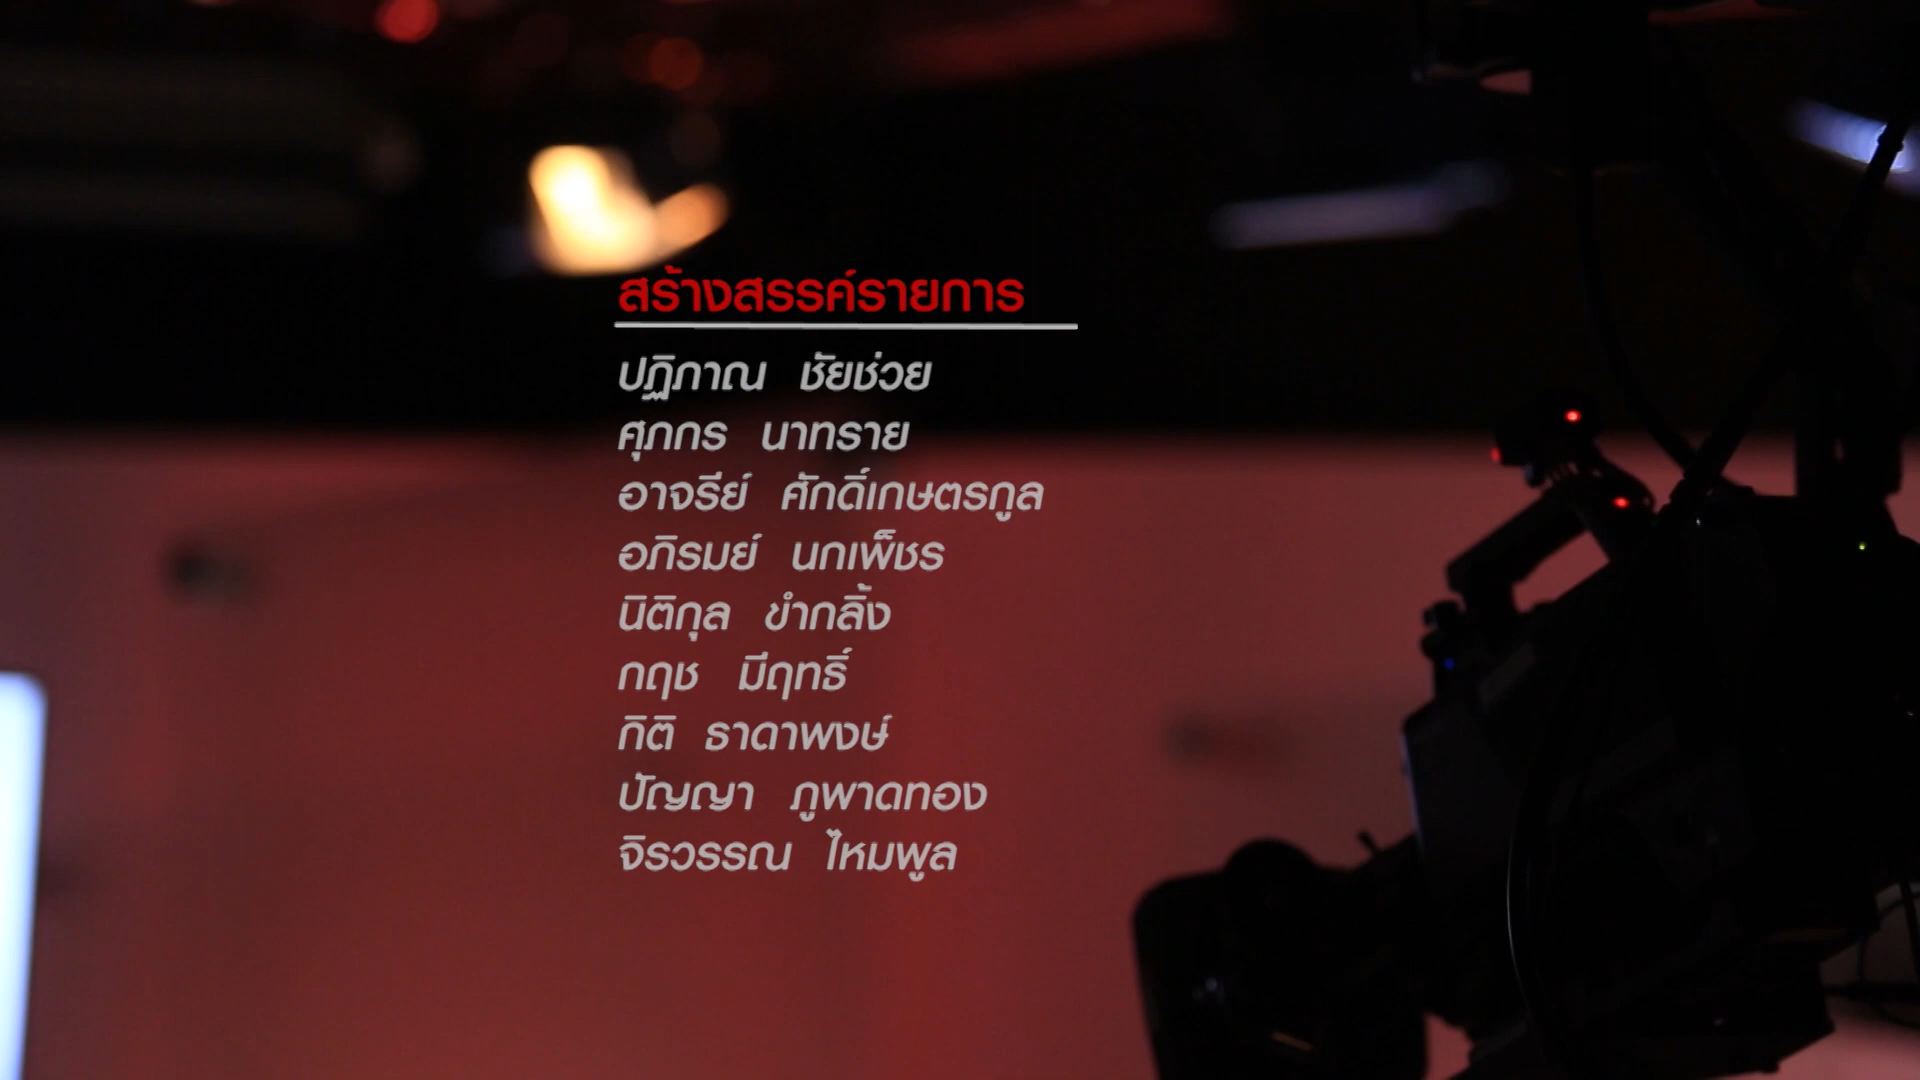 สร้างสรรค์รายการ
ปฏิภาณ ชัยช่วย
ศุภกร นาทราย
อาจรีย์ ศักดิ์เกษตรกูล
อภิรมย์ นกเพ็ชร
นิติกุล ขำกลิ้ง
กฤช มีฤทธิ์
กิติ ธาดาพงษ์
ปัญญา ภูพาดทอง
จิรวรรณ ไหมพูล